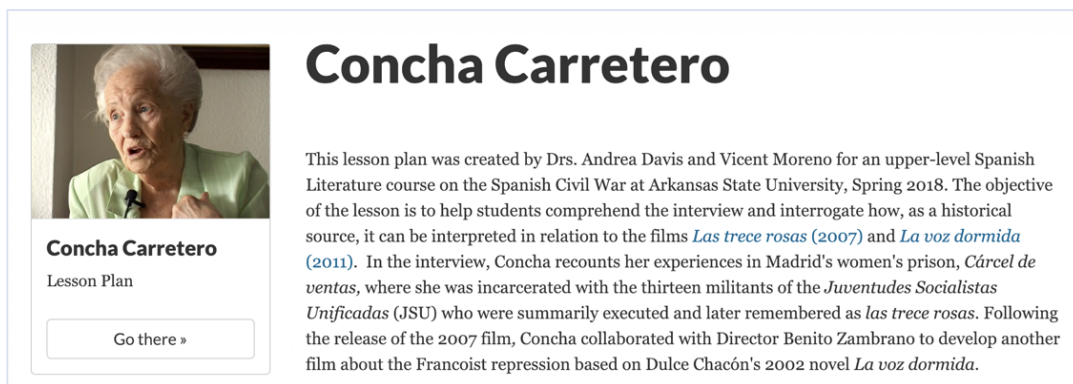 Concha Carretero
Lesson Plan
Go there »
Concha Carretero
This lesson plan was created by Drs. Andrea Davis and Vicent Moreno for an upper-level Spanish
Literature course on the Spanish Civil War at Arkansas State University, Spring 2018. The objective
of the lesson is to help students comprehend the interview and interrogate how, as a historical
source, it can be interpreted in relation to the films Las trece rosas (2007) and La voz dormida
(2011). In the interview, Concha recounts her experiences in Madrid's women's prison, Cárcel de
ventas, where she was incarcerated with the thirteen militants of the Juventudes Socialistas
Unificadas (JSU) who were summarily executed and later remembered as las trece rosas. Following
the release of the 2007 film, Concha collaborated with Director Benito Zambrano to develop another
film about the Francoist repression based on Dulce Chacón's 2002 novel La voz dormida.